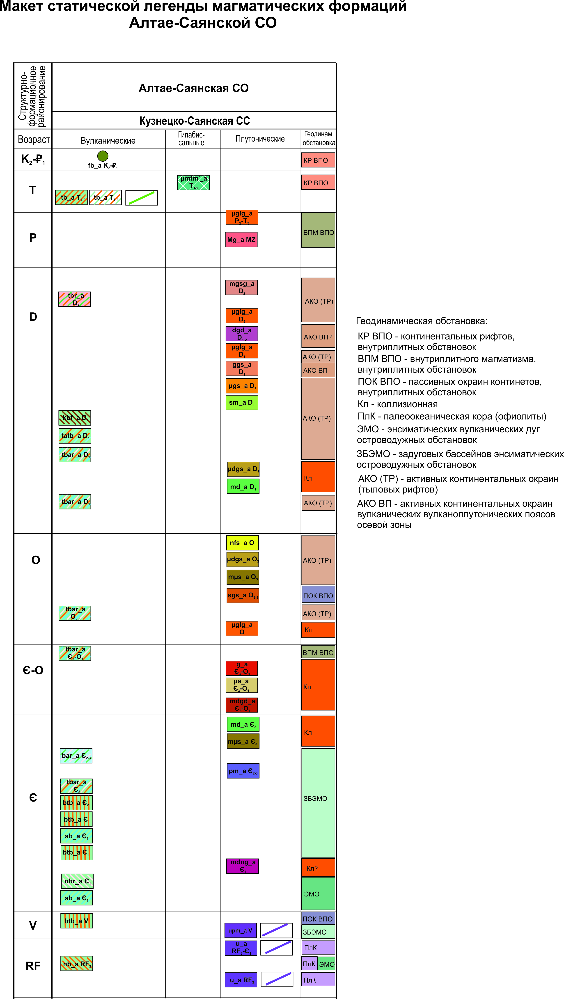 Макет статической легенды магматических формаций
Алтае-Саянской СО
Структурно-
формационное
районирование
Алтае-Саянская СО
Кузнецко-Саянская СС
Возраст
Вулканические
Гипабис-
сальные
Плутонические
Геодинам.
обстановка
K2-₽1
fb_a K2-₽1
КР ВПО
T
µmtm'_a
T1-2
КР ВПО
tb_a T1-2
tb_a T1-2
P
µglg_a
P2-T3
Mg_a MZ
ВПМ ВПО
D
mgsg_a
D2
tbr_a
D2
АКО (ТР)
µglg_a
D2
dgd_a
D1-2
АКО ВП?
µglg_a
D1
АКО (ТР)
ggs_a
D1
АКО ВП
µgs_a D1
sm_a D1
kbf_a D1
АКО (ТР)
tatb_a D1
tbar_a D1
µdgs_a D1
Кл
md_a D1
tbar_a D1
АКО (ТР)
O
nfs_a O
µdgs_a O3
АКО (ТР)
mµs_a O3
sgs_a O2-3
ПОК ВПО
tbar_a
O2-3
АКО (ТР)
µglg_a
O
Кл
Є-O
tbar_a
Є3-O1
ВПМ ВПО
g_a
Є3-O1
µs_a
Є3-O1
Кл
mdgd_a
Є2-O1
Є
md_a Є3
Кл
mµs_a Є3
bar_a Є2-3
pm_a Є2-3
tbar_a
Є2
ЗБЭМО
btb_a Є2
btb_a Є1
ab_a Є1
btb_a Є1
mdng_a
Є1
Кл?
nbr_a Є1
ab_a Є1
ЭМО
V
btb_a V
ПОК ВПО
upm_a V
ЗБЭМО
RF
u_a
RF3-Є1
ПлК
nb_a RF3
ПлК
ЭМО
u_a RF3
ПлК
Геодинамическая обстановка:
КР ВПО - континентальных рифтов,
внутриплитных обстановок
ВПМ ВПО - внутриплитного магматизма,
внутриплитных обстановок
ПОК ВПО - пассивных окраин континетов,
внутриплитных обстановок
Кл - коллизионная
ПлК - палеоокеаническая кора (офиолиты)
ЭМО - энсиматических вулканических дуг
островодужных обстановок
ЗБЭМО - задуговых бассейнов энсиматических
островодужных обстановок
АКО (ТР) - активных континентальных окраин
(тыловых рифтов)
АКО ВП - активных континентальных окраин
вулканических вулканоплутонических поясов
осевой зоны